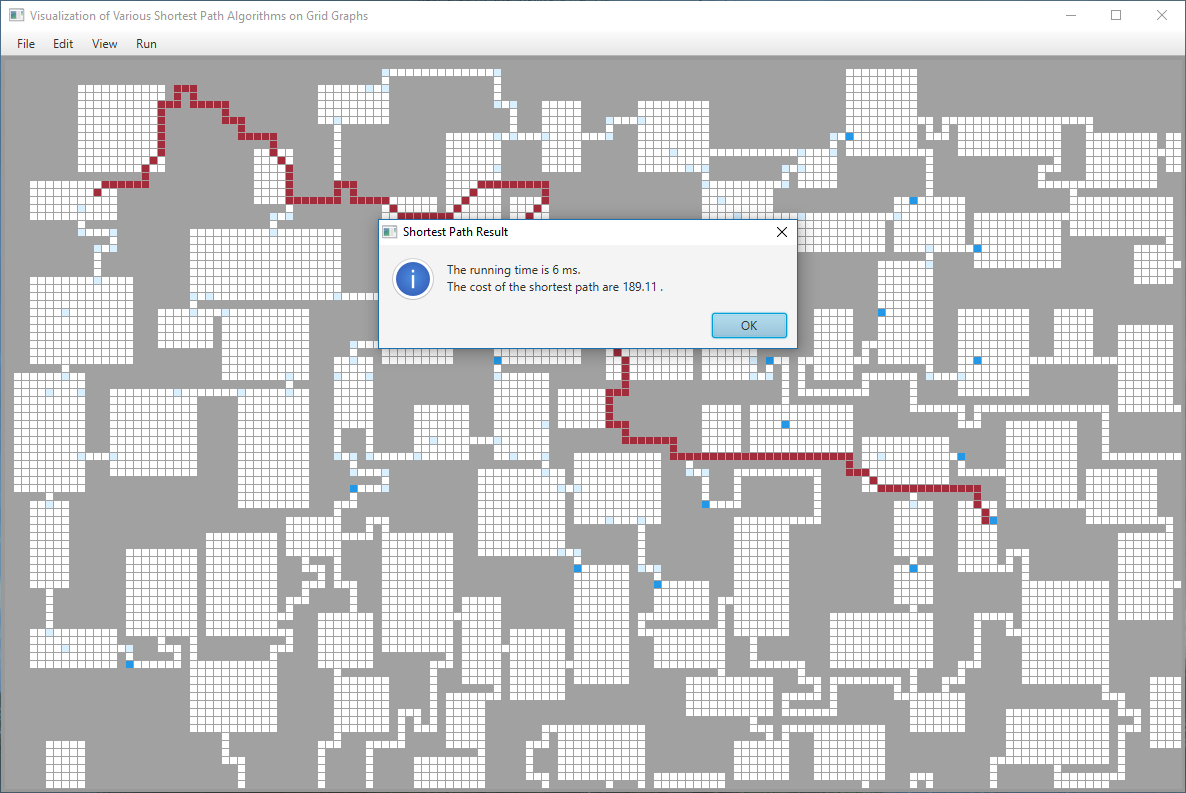 Visualization of Various Shortest Path Algorithms on Grid Graphs
File Edit View Run
Shortest Path Result
The running time is 6 ms.
The cost of the shortest path are 189.11 .
OK